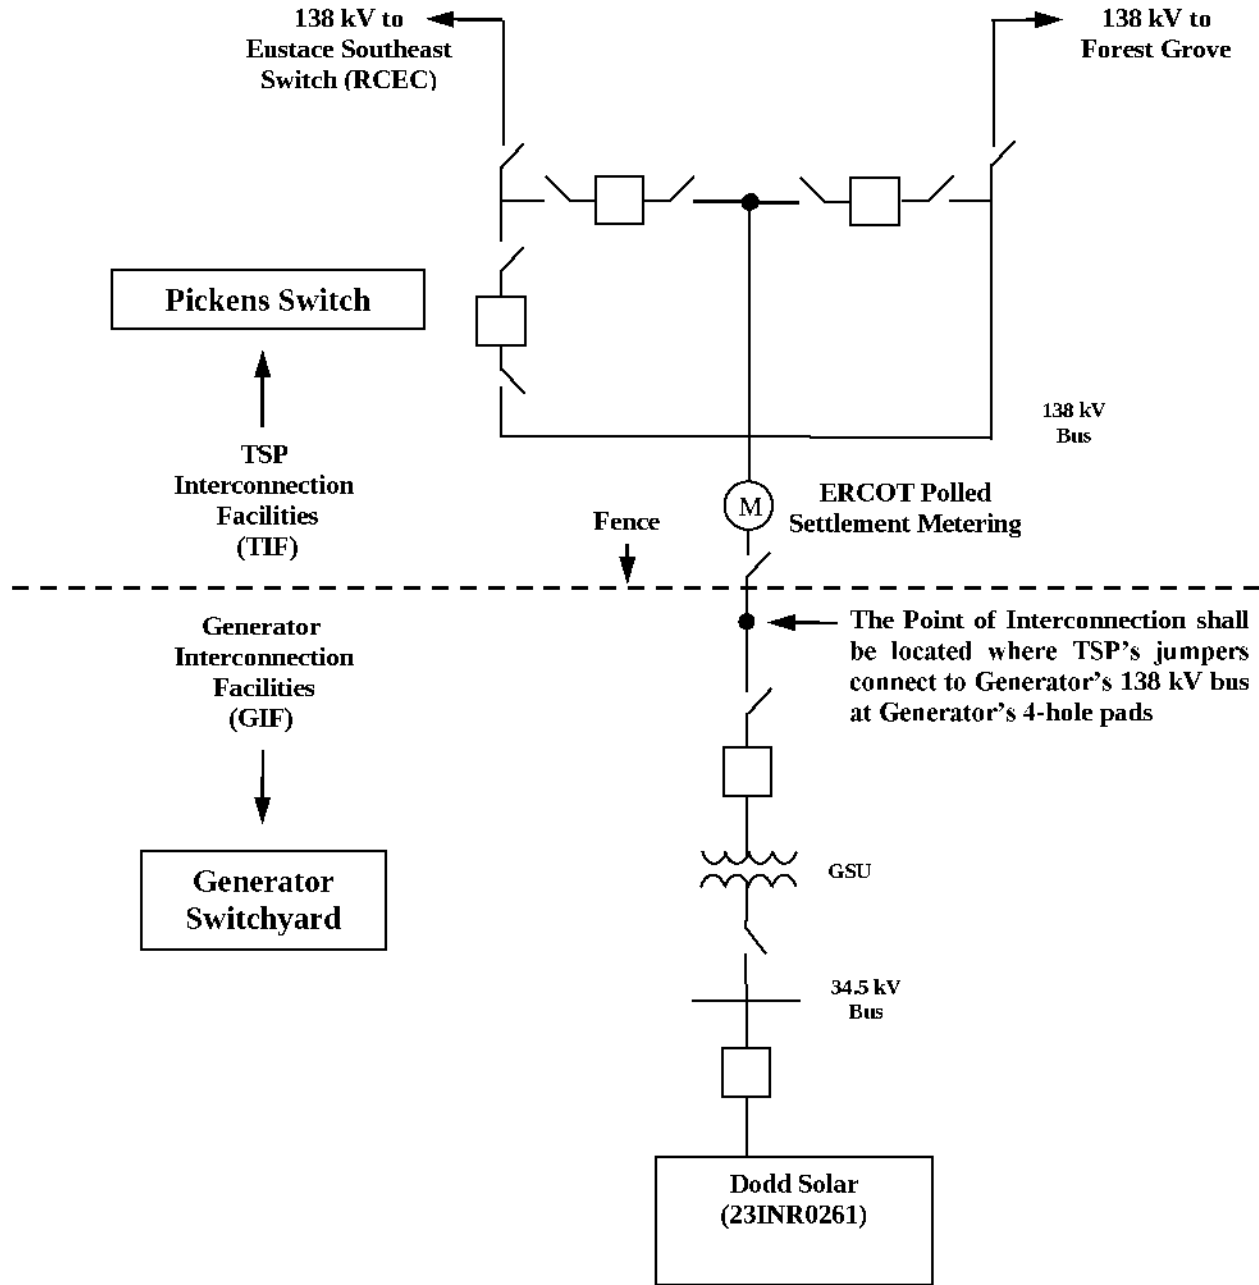 138 kV to
Eustace Southeast
Switch (RCEC)
138 kV to
Forest Grove
Pickens Switch
138 kV
Bus
TSP
Interconnection
Facilities
(TIF)
M
ERCOT Polled
Settlement Metering
Fence
Generator
Interconnection
Facilities
(GIF)
The Point of Interconnection shall
be located where TSP’s jumpers
connect to Generator’s 138 kV bus
at Generator’s 4-hole pads
GSU
Generator
Switchyard
34.5 kV
Bus
Dodd Solar
(23INR0261)